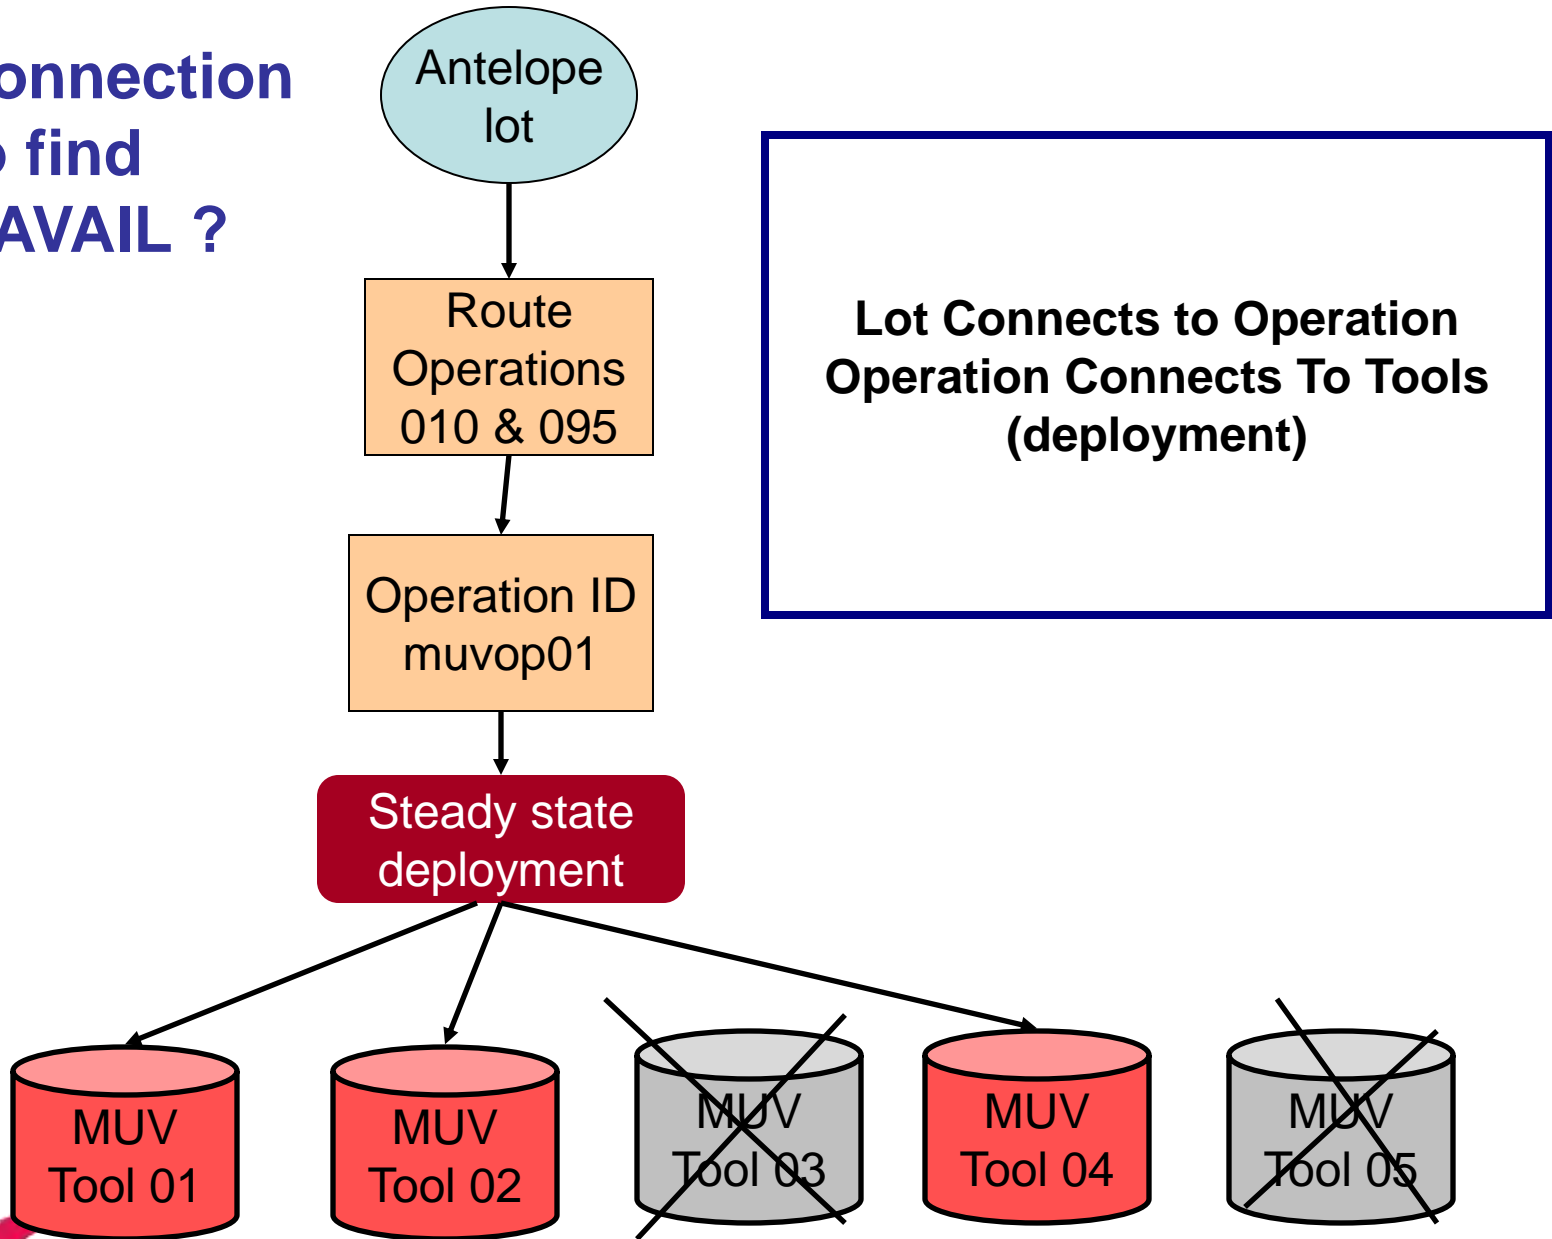 onnection
find
AVAIL ?
Antelope
lot
Route
Operations
010 & 095
Lot Connects to Operation
Operation Connects To Tools
(deployment)
Operation ID
muvop01
Steady state
deployment
MUV
Tool 01
MUV
Tool 02
MUV
Tool 03
MUV
Tool 04
MUV
Tool 05